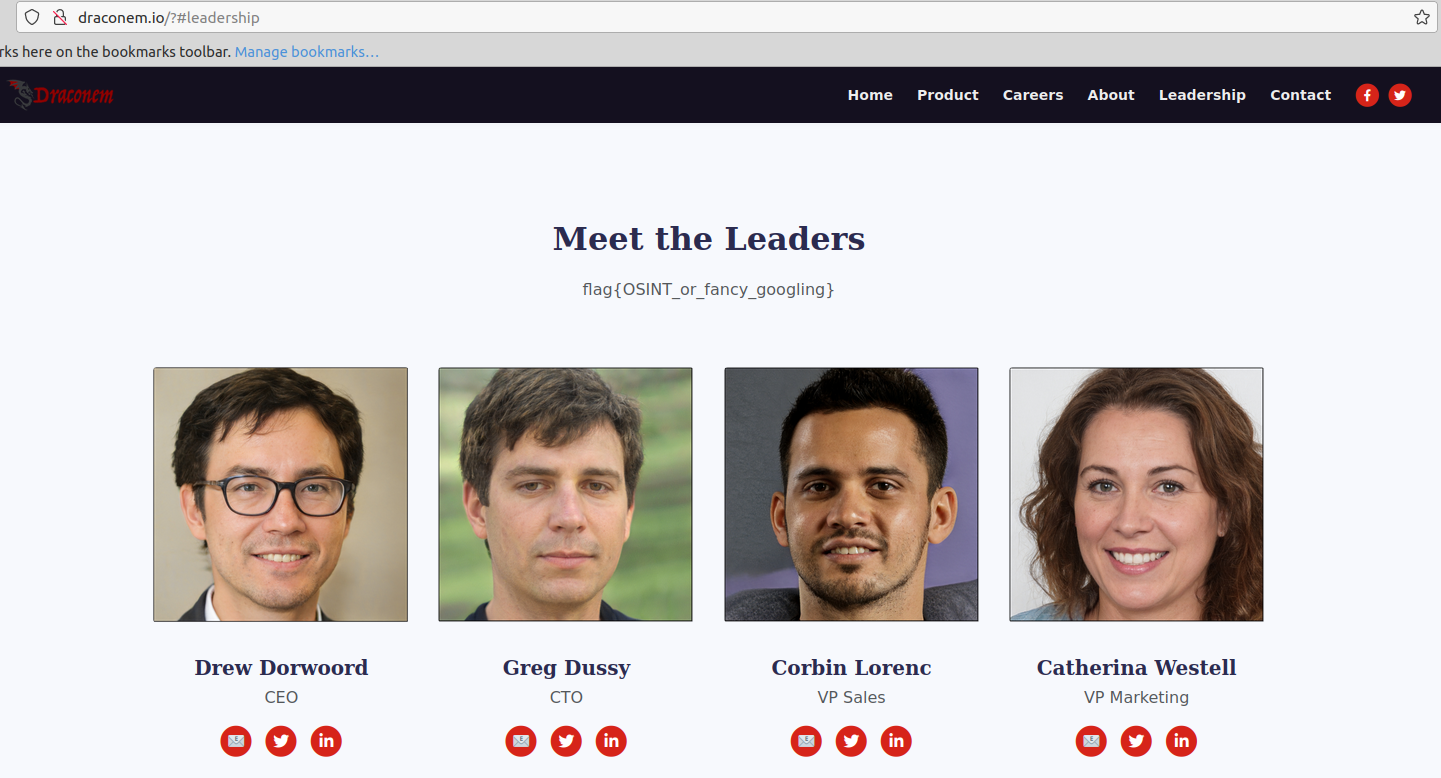 draconem.io/?#leadership
rks here on the bookmarks toolbar. Manage bookmarks…
Draconem Home Product Careers About Leadership Contact
Meet the Leaders
flag{OSINT_or_fancy_googling}
Drew Dorwoord Greg Dussy Corbin Lorenc Catherina Westell
CEO CTO VP Sales VP Marketing